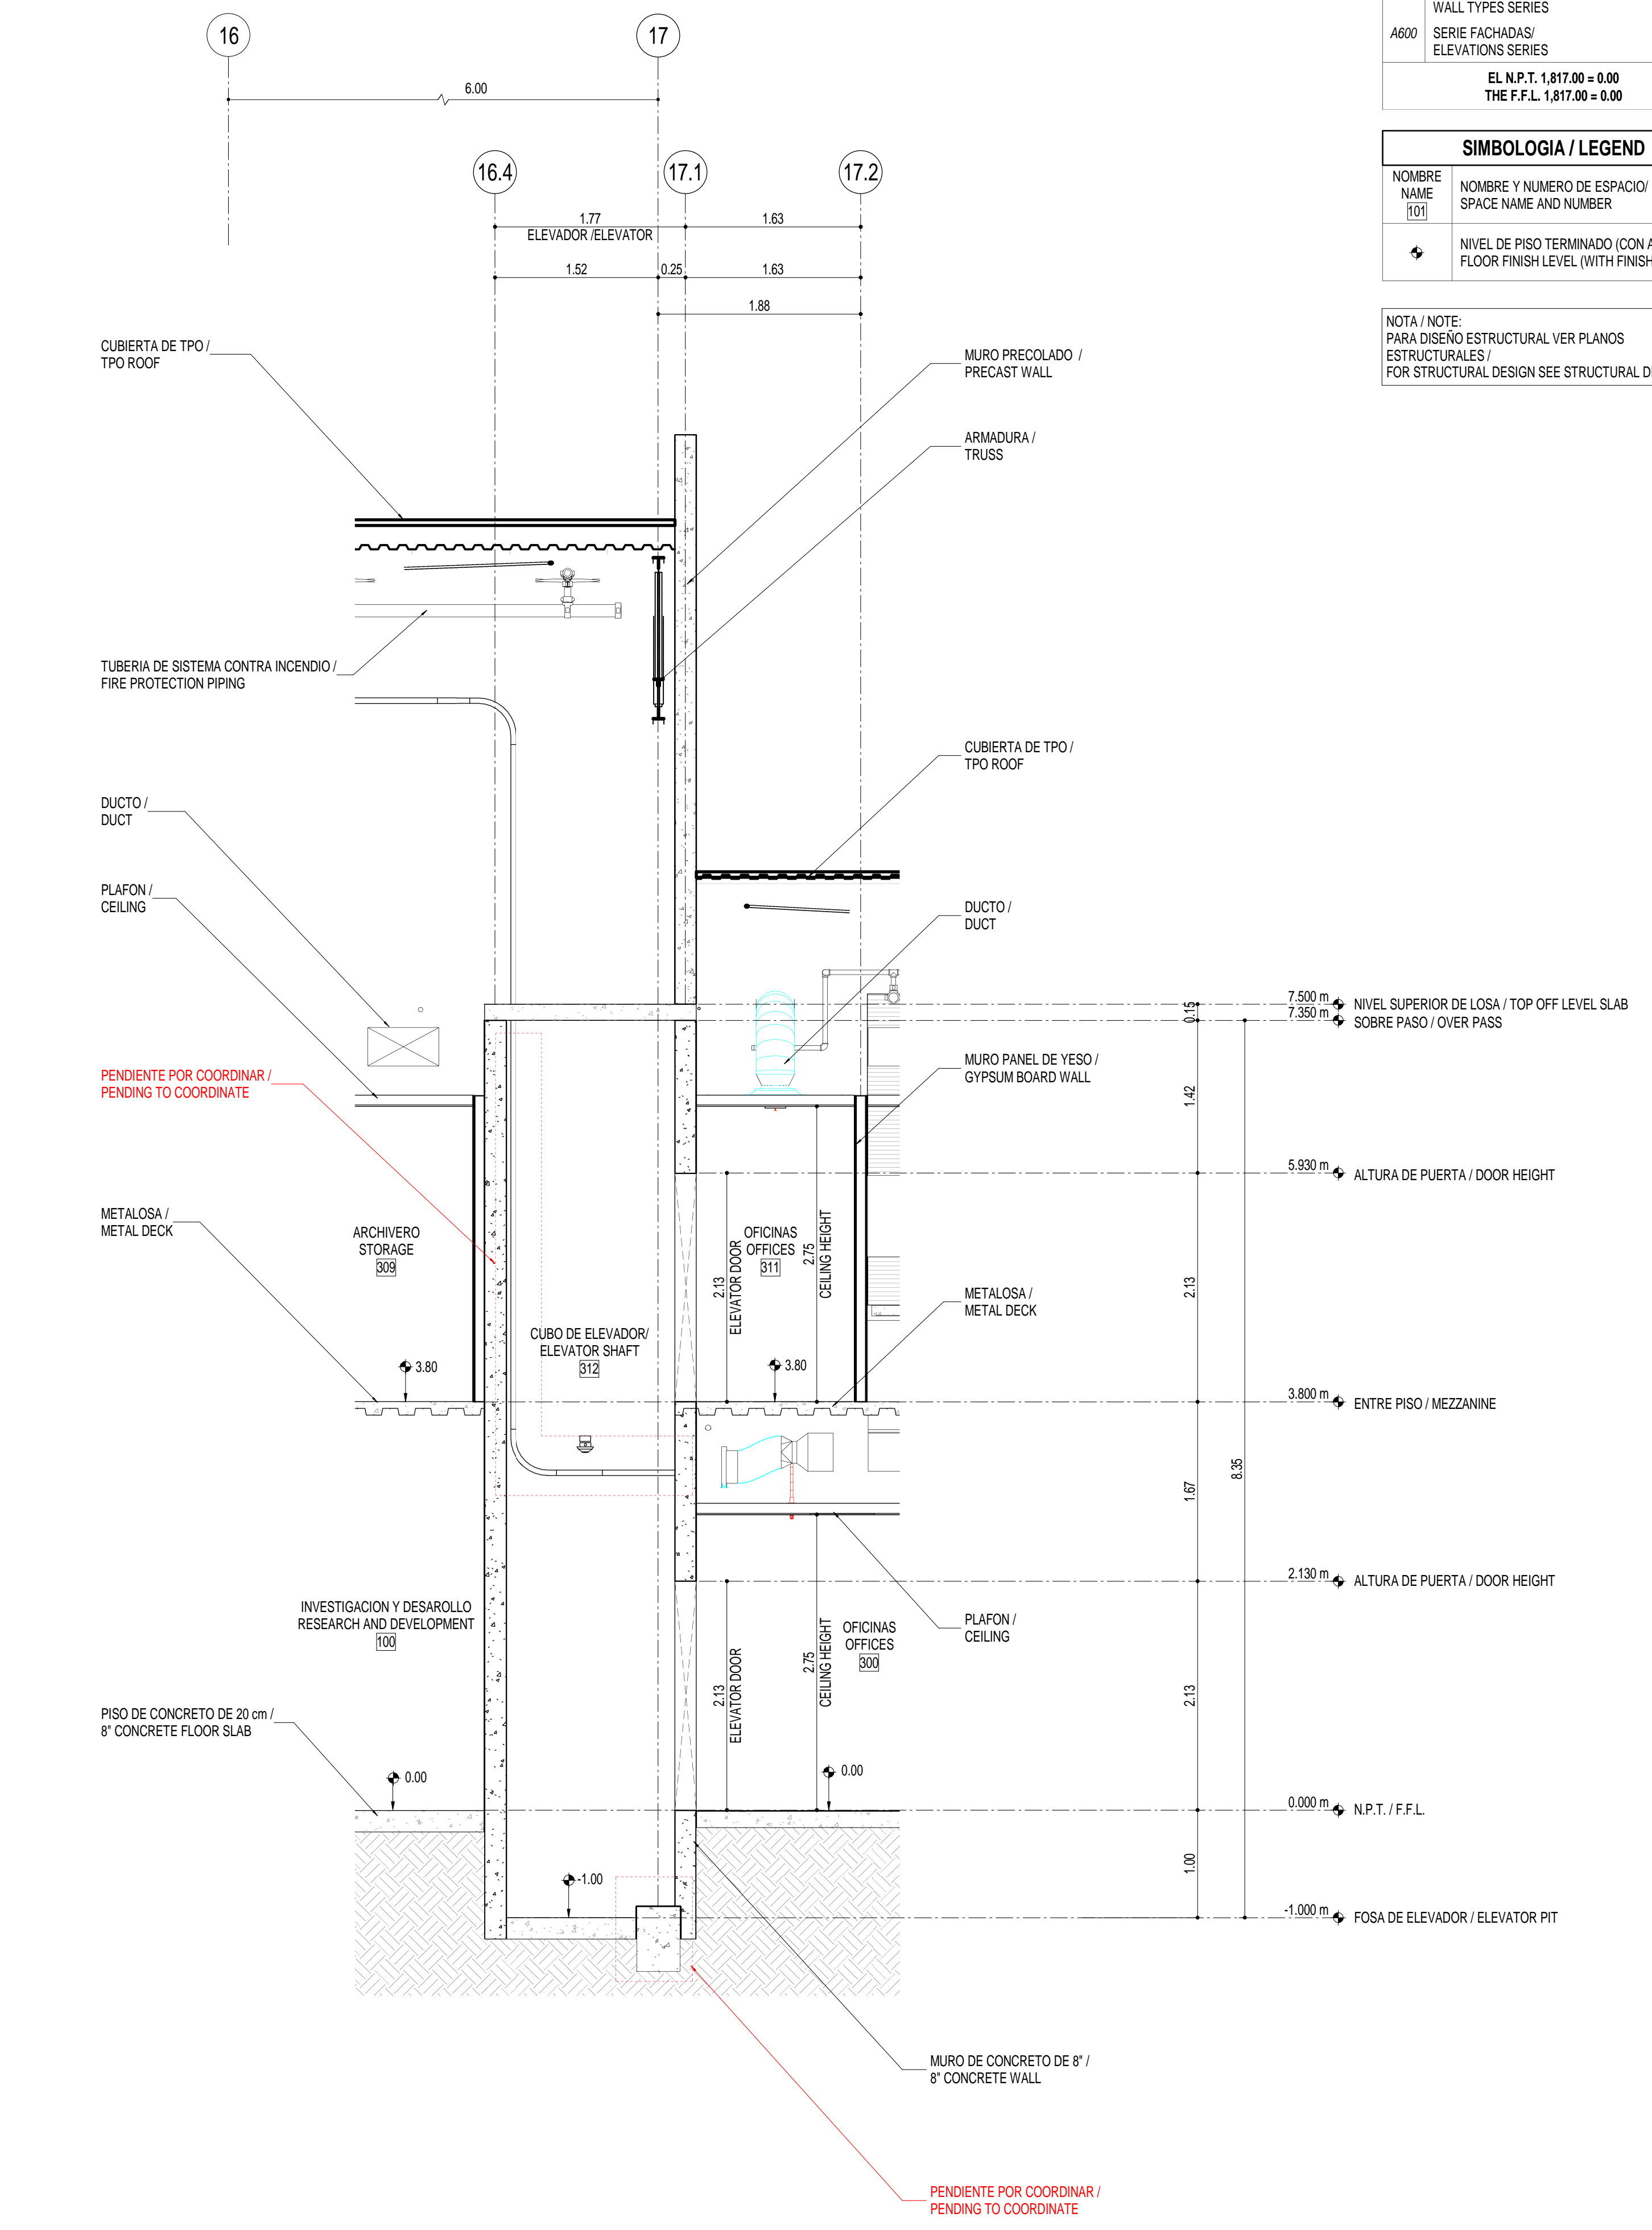 WALL TYPES SERIES
A600
SERIE FACHADAS/
ELEVATIONS SERIES
EL N.P.T. 1,817.00 = 0.00
THE F.F.L. 1,817.00 = 0.00
SIMBOLOGIA / LEGEND
NOMBRE
NAME
101
NOMBRE Y NUMERO DE ESPACIO/
SPACE NAME AND NUMBER
NIVEL DE PISO TERMINADO (CON A
FLOOR FINISH LEVEL (WITH FINISH
NOTA / NOTE:
PARA DISEÑO ESTRUCTURAL VER PLANOS
ESTRUCTURALES /
FOR STRUCTURAL DESIGN SEE STRUCTURAL D
16
17
6.00
16.4
17.1
17.2
1.77
ELEVADOR /ELEVATOR
1.63
1.52
0.25
1.63
1.88
CUBIERTA DE TPO /
TPO ROOF
MURO PRECOLADO /
PRECAST WALL
ARMADURA /
TRUSS
TUBERIA DE SISTEMA CONTRA INCENDIO /
FIRE PROTECTION PIPING
CUBIERTA DE TPO /
TPO ROOF
DUCTO /
DUCT
PLAFON /
CEILING
DUCTO /
DUCT
7.500 m
NIVEL SUPERIOR DE LOSA / TOP OFF LEVEL SLAB
0.15
7.350 m
SOBRE PASO / OVER PASS
PENDIENTE POR COORDINAR /
PENDING TO COORDINATE
MURO PANEL DE YESO /
GYPSUM BOARD WALL
1.42
5.930 m
ALTURA DE PUERTA / DOOR HEIGHT
METALOSA /
METAL DECK
ARCHIVERO
STORAGE
309
OFICINAS
OFFICES
311
2.13
ELEVATOR DOOR
2.75
CEILING HEIGHT
2.13
METALOSA /
METAL DECK
CUBO DE ELEVADOR/
ELEVATOR SHAFT
312
3.80
3.80
3.800 m
ENTRE PISO / MEZZANINE
8.35
1.67
2.130 m
ALTURA DE PUERTA / DOOR HEIGHT
INVESTIGACION Y DESAROLLO
RESEARCH AND DEVELOPMENT
100
PLAFON /
CEILING
OFICINAS
OFFICES
300
2.13
ELEVATOR DOOR
2.75
CEILING HEIGHT
2.13
PISO DE CONCRETO DE 20 cm /
8" CONCRETE FLOOR SLAB
0.00
0.00
0.000 m
N.P.T. / F.F.L.
1.00
-1.00
-1.000 m
FOSA DE ELEVADOR / ELEVATOR PIT
MURO DE CONCRETO DE 8" /
8" CONCRETE WALL
PENDIENTE POR COORDINAR /
PENDING TO COORDINATE